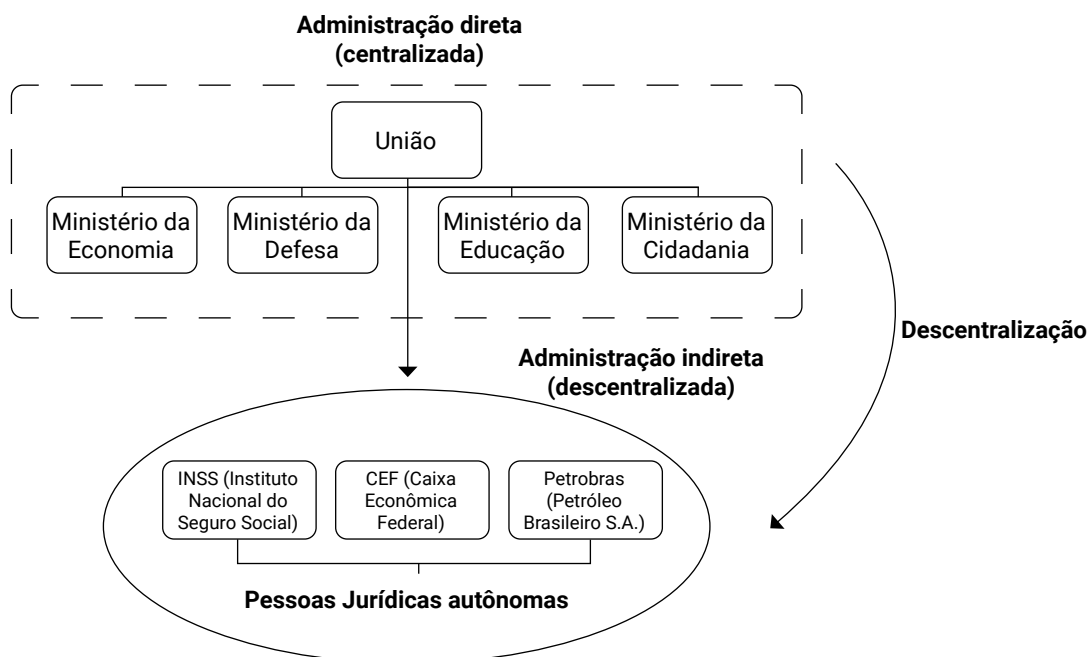 Administração direta
(centralizada)
União
Ministério da
Economia
Ministério da
Defesa
Ministério da
Educação
Ministério da
Cidadania
Descentralização
Administração indireta
(descentralizada)
INSS (Instituto
Nacional do
Seguro Social)
CEF (Caixa
Econômica
Federal)
Petrobras
(Petróleo
Brasileiro S.A.)
Pessoas Jurídicas autônomas